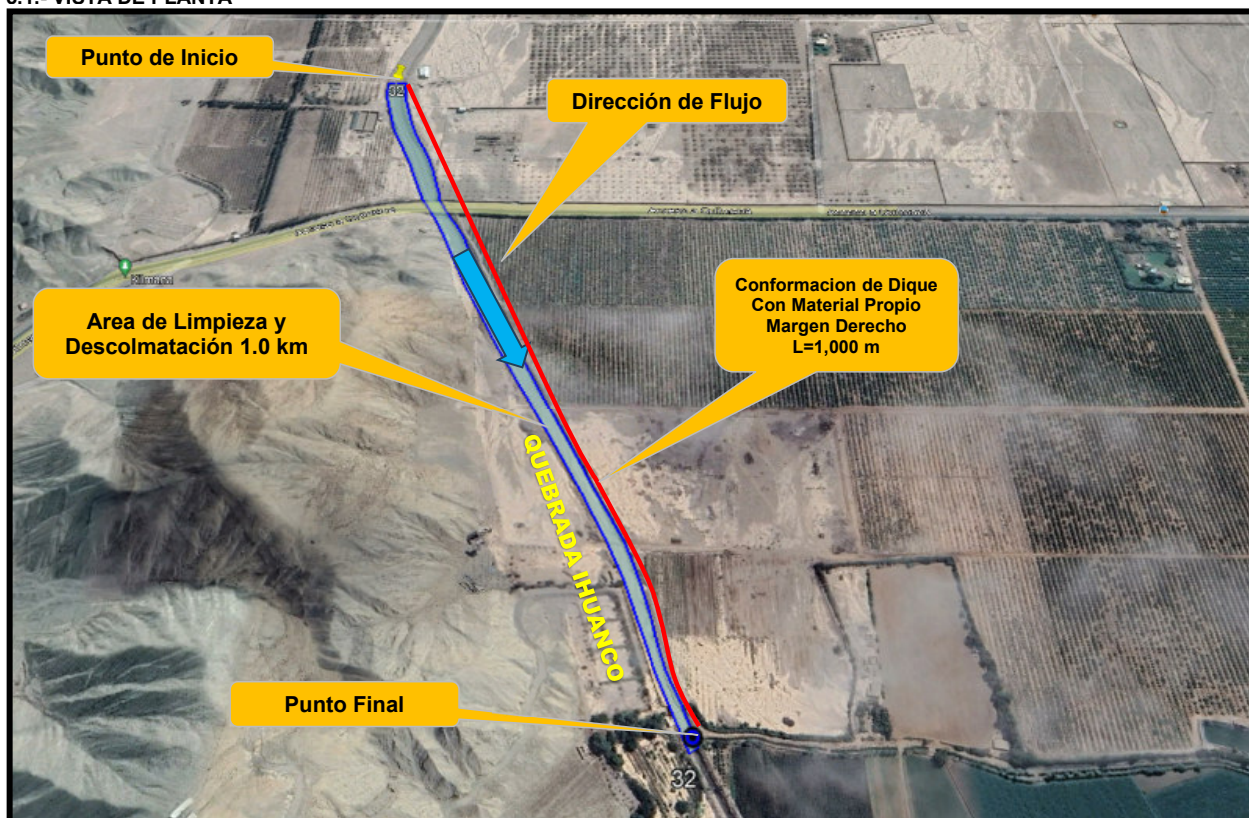 Punto de Inicio
32
Dirección de Flujo
Quilmaná
Conformacion de Dique
Con Material Propio
Margen Derecho
L=1,000 m
Area de Limpieza y
Descolmatación 1.0 km
QUEBRADA IHUANCO
Punto Final
32